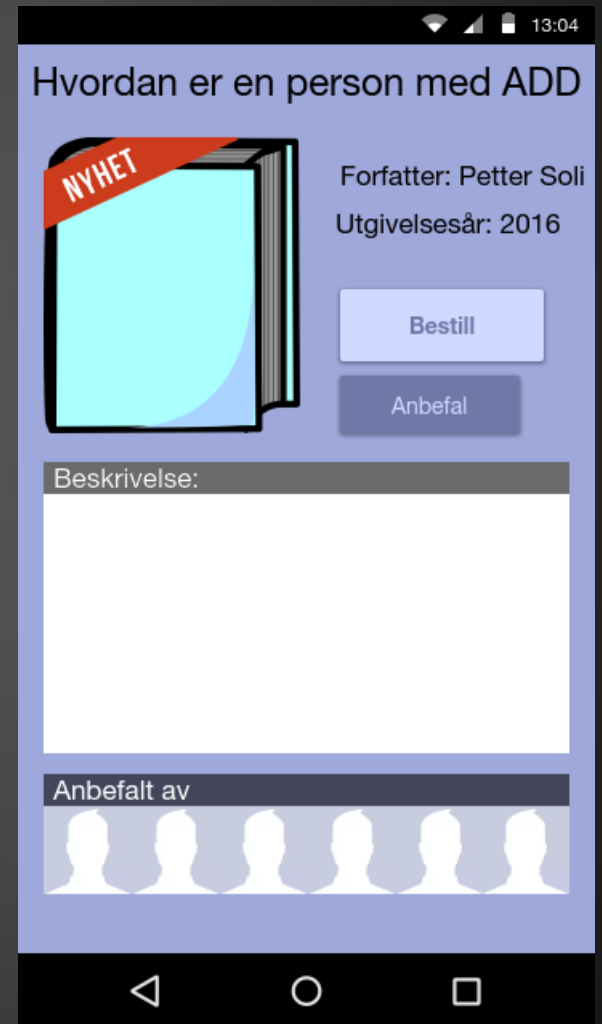 13:04
Hvordan er en person med ADD
NYHET
Forfatter: Petter Soli
Utgivelsesår: 2016
Bestill
Anbefal
Beskrivelse:
Anbefalt av